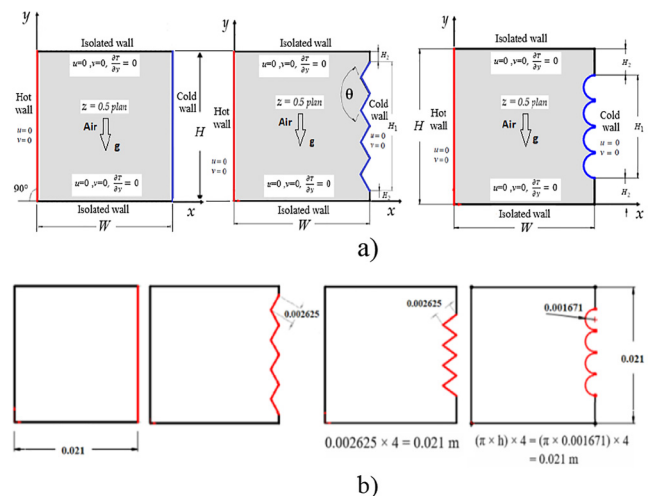 y
Isolated wall
u=0 ,v=0, ∂T/∂y = 0
Hot wall
u = 0
v = 0
z = 0.5 plan
Air
g
Cold wall
H
90°
u=0 ,v=0, ∂T/∂y = 0
Isolated wall
x
W
y
Isolated wall
H₂
u=0 ,v=0, ∂T/∂y = 0
θ
Hot wall
u = 0
v = 0
z = 0.5 plan
Air
g
Cold wall
u = 0
v = 0
H₁
u=0 ,v=0, ∂T/∂y = 0
H₂
Isolated wall
x
W
y
Isolated wall
H₂
u=0 ,v=0, ∂T/∂y = 0
H
Hot wall
u = 0
v = 0
z = 0.5 plan
Air
g
Cold wall
u = 0
v = 0
H₁
u=0 ,v=0, ∂T/∂y = 0
H₂
Isolated wall
x
W
a)
0.021
0.002625
0.002625
0.002625 × 4 = 0.021 m
0.001671
0.021
(π × h) × 4 = (π × 0.001671) × 4
= 0.021 m
b)